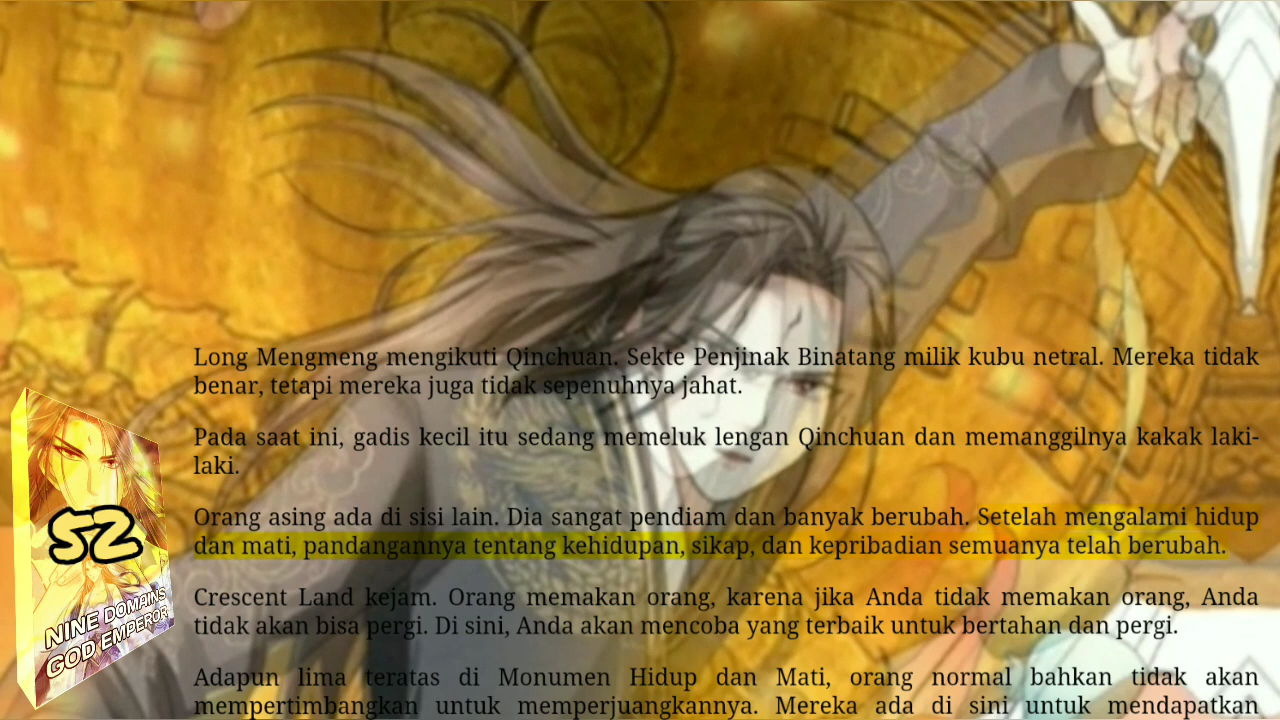 Long Mengmeng mengikuti Qinchuan. Sekte Penjinak Binatang milik kubu netral. Mereka tidak
benar, tetapi mereka juga tidak sepenuhnya jahat.
Pada saat ini, gadis kecil itu sedang memeluk lengan Qinchuan dan memanggilnya kakak laki-
laki.
Orang asing ada di sisi lain. Dia sangat pendiam dan banyak berubah. Setelah mengalami hidup
dan mati, pandangannya tentang kehidupan, sikap, dan kepribadian semuanya telah berubah.
Crescent Land kejam. Orang memakan orang, karena jika Anda tidak memakan orang, Anda
tidak akan bisa pergi. Di sini, Anda akan mencoba yang terbaik untuk bertahan dan pergi.
Adapun lima teratas di Monumen Hidup dan Mati, orang normal bahkan tidak akan
mempertimbangkan untuk memperjuangkannya. Mereka ada di sini untuk mendapatkan
SZ
NINE DOMAINS
GOD EMPEROR